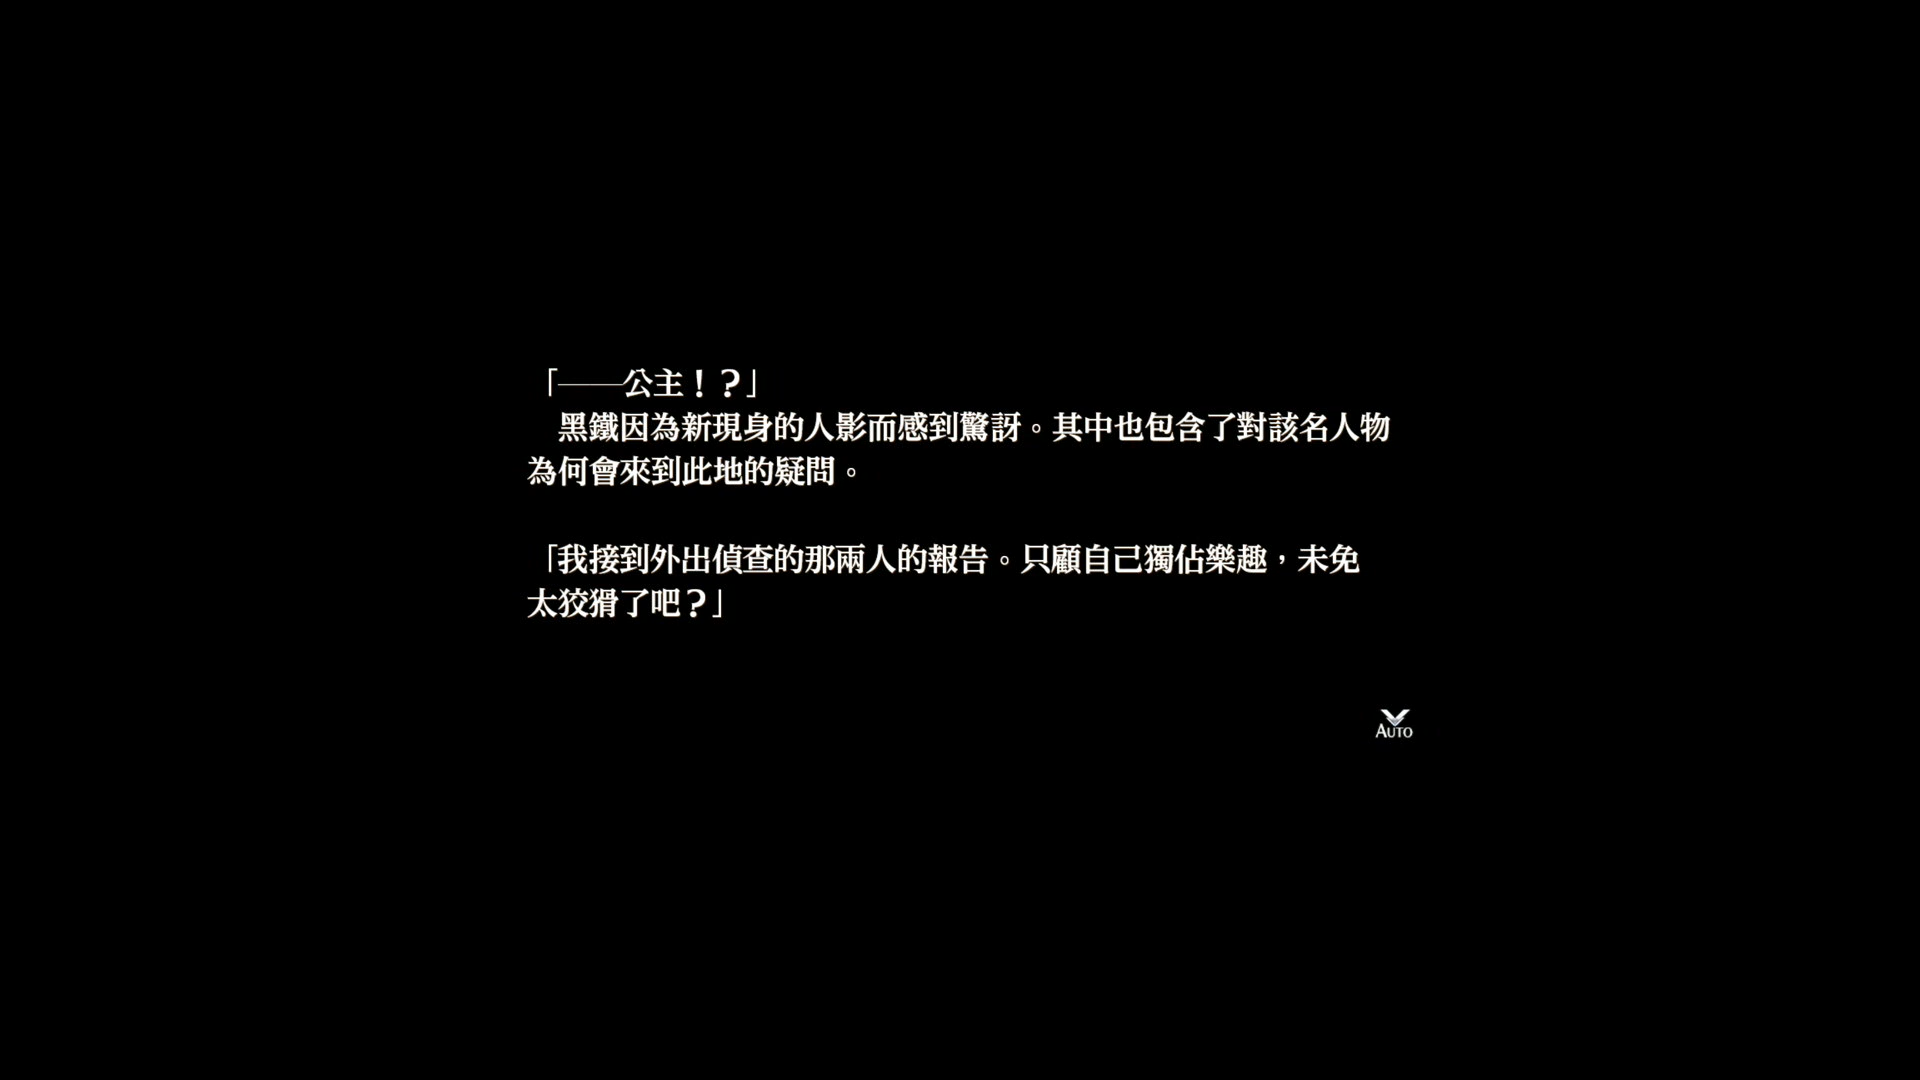 「──公主！？」
　黑鐵因為新現身的人影而感到驚訝。其中也包含了對該名人物
為何會來到此地的疑問。
「我接到外出偵查的那兩人的報告。只顧自己獨佔樂趣，未免
太狡猾了吧？」
AUTO